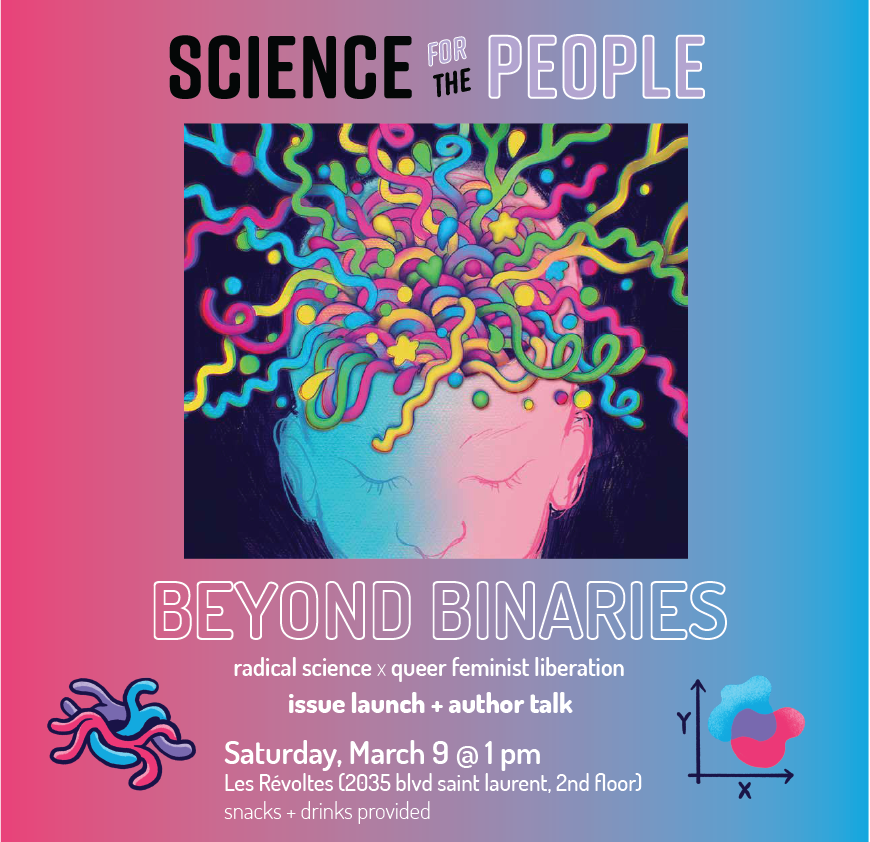 SCIENCE FOR THE PEOPLE
BEYOND BINARIES
radical science x queer feminist liberation
issue launch + author talk
Saturday, March 9 @ 1 pm
Les Révoltes (2035 blvd saint laurent, 2nd floor)
snacks + drinks provided
Y
X